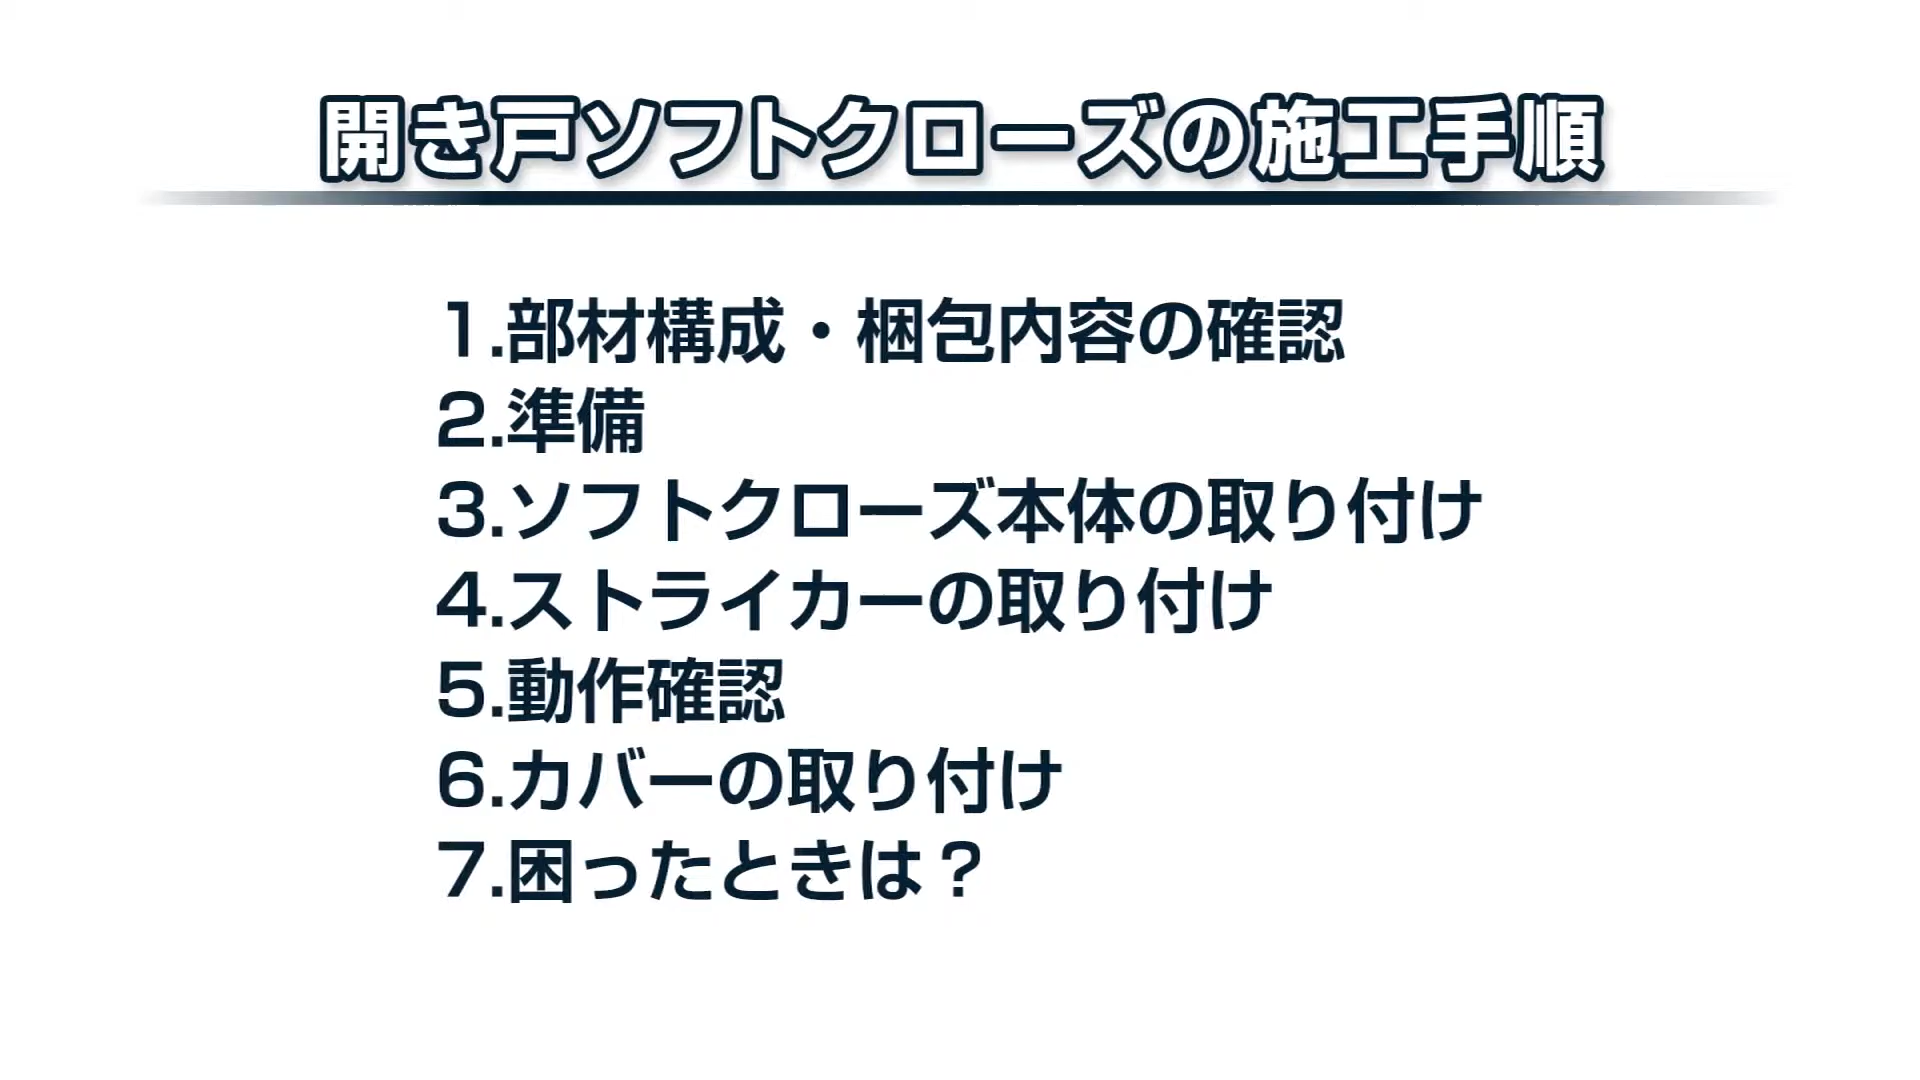 開き戸ソフトクローズの施工手順
1.部材構成・梱包内容の確認
2.準備
3.ソフトクローズ本体の取り付け
4.ストライカーの取り付け
5.動作確認
6.カバーの取り付け
7.困ったときは？